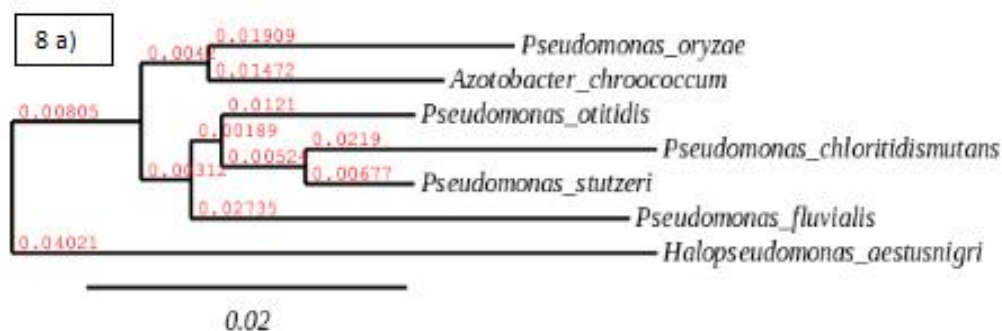 8 a)
0.01909
Pseudomonas_oryzae
0.0042
0.01472
Azotobacter_chroococcum
0.00805
0.0121
Pseudomonas_otitidis
0.00189
0.0219
Pseudomonas_chloritidismutans
0.00524
0.00312
0.00677
Pseudomonas_stutzeri
0.02735
Pseudomonas_fluvialis
0.04021
Halopseudomonas_aestusnigri
0.02